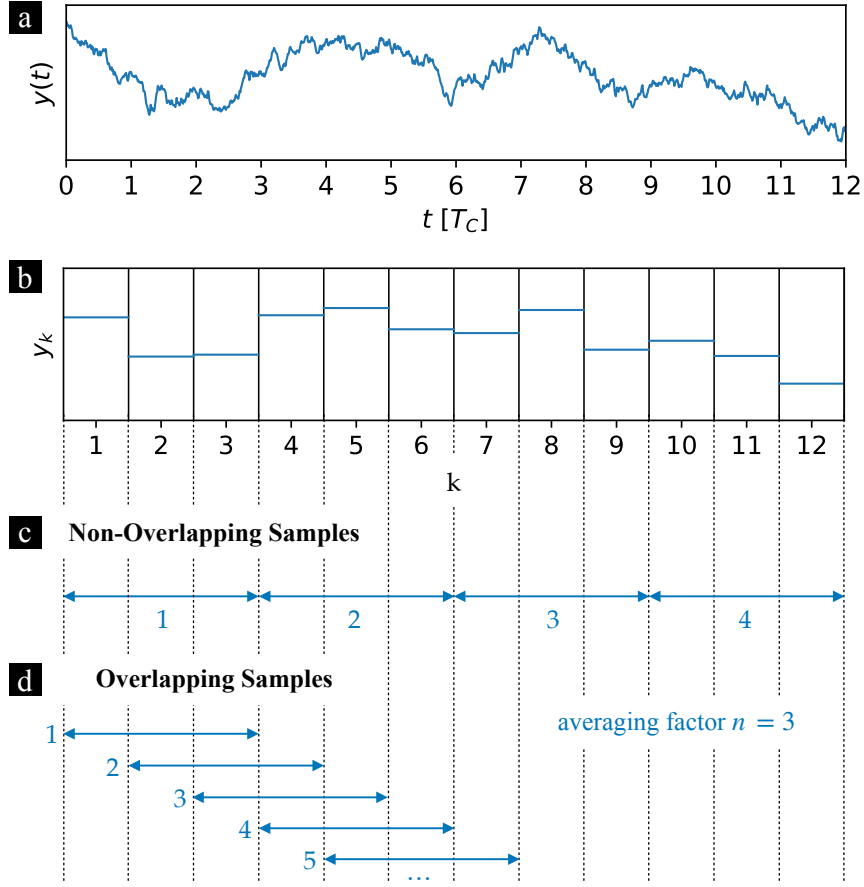 a
y(t)
0 1 2 3 4 5 6 7 8 9 10 11 12
t [T_C]
b
y_k
1 2 3 4 5 6 7 8 9 10 11 12
k
c Non-Overlapping Samples
1 2 3 4
d Overlapping Samples
averaging factor n = 3
1
2
3
4
5
...